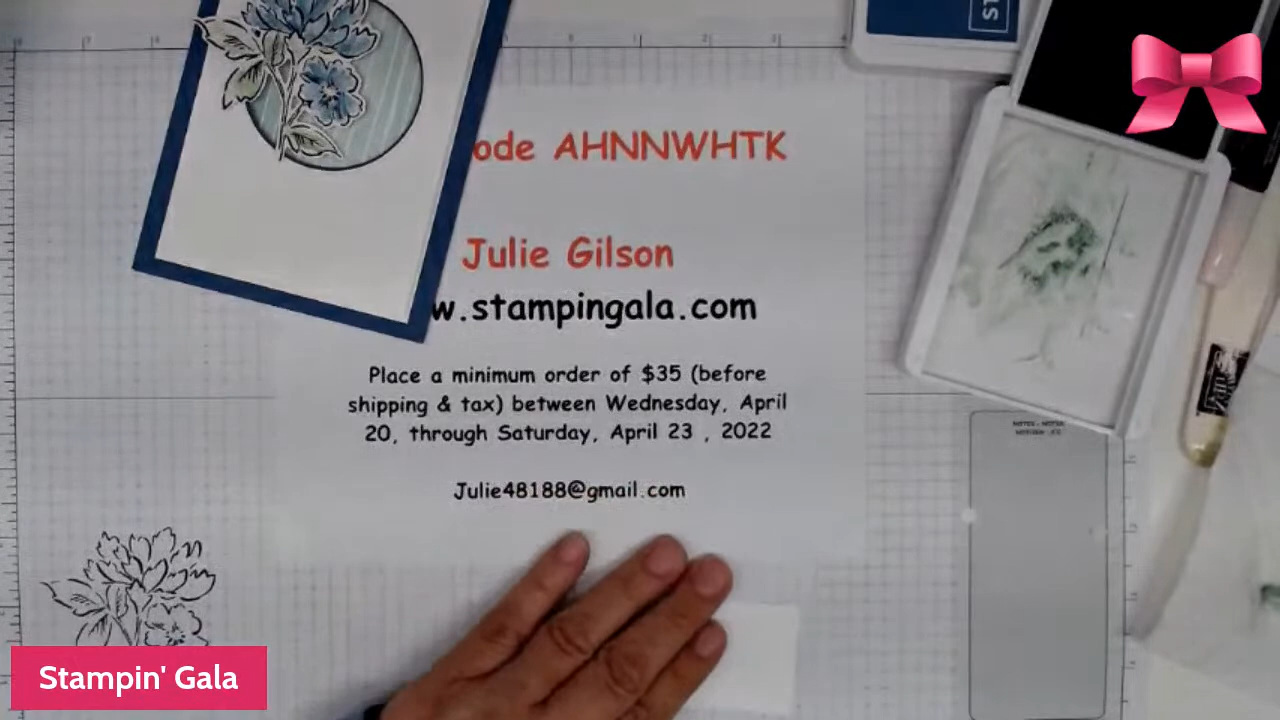 ode AHNNWHTK
Julie Gilson
w.stampingala.com
Place a minimum order of $35 (before
shipping & tax) between Wednesday, April
20, through Saturday, April 23 , 2022
Julie48188@gmail.com
Stampin' Gala